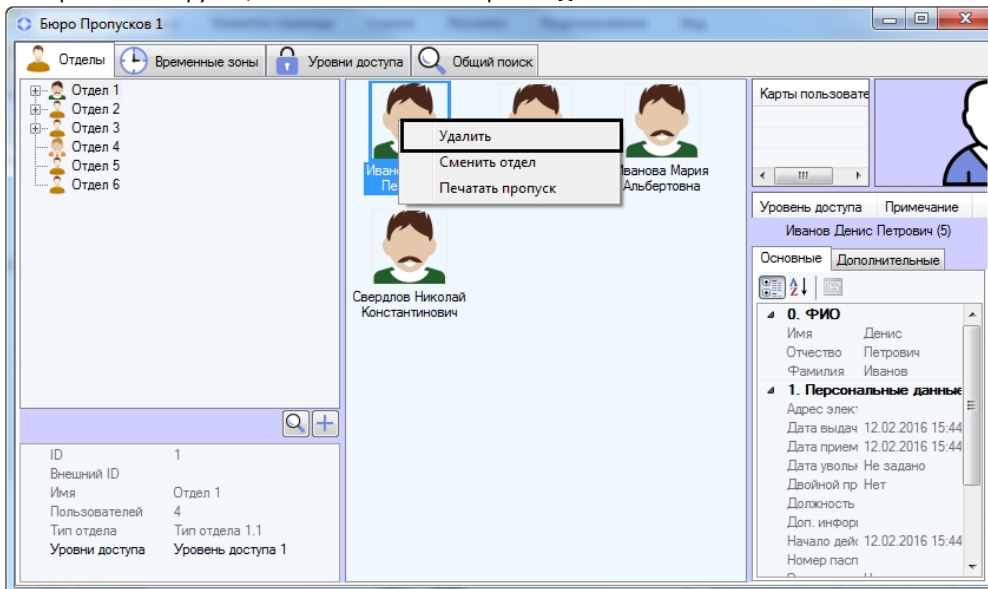 Бюро Пропусков 1
Отделы
Временные зоны
Уровни доступа
Общий поиск
Отдел 1
Отдел 2
Отдел 3
Отдел 4
Отдел 5
Отдел 6
Удалить
Сменить отдел
Печатать пропуск
Мария
Альбертовна
Свердлов Николай
Константинович
Карты пользовате
Уровень доступа Примечание
Иванов Денис Петрович (5)
Основные Дополнительные
0. ФИО
Имя Денис
Отчество Петрович
Фамилия Иванов
1. Персональные данные
Адрес элек
Дата выдач 12.02.2016 15:44
Дата прием 12.02.2016 15:44
Дата увольн Не задано
Двойной пр Нет
Должность
Доп. инфор
Начало дейс 12.02.2016 15:44
Номер пасп
ID 1
Внешний ID
Имя Отдел 1
Пользователей 4
Тип отдела Тип отдела 1.1
Уровни доступа Уровень доступа 1